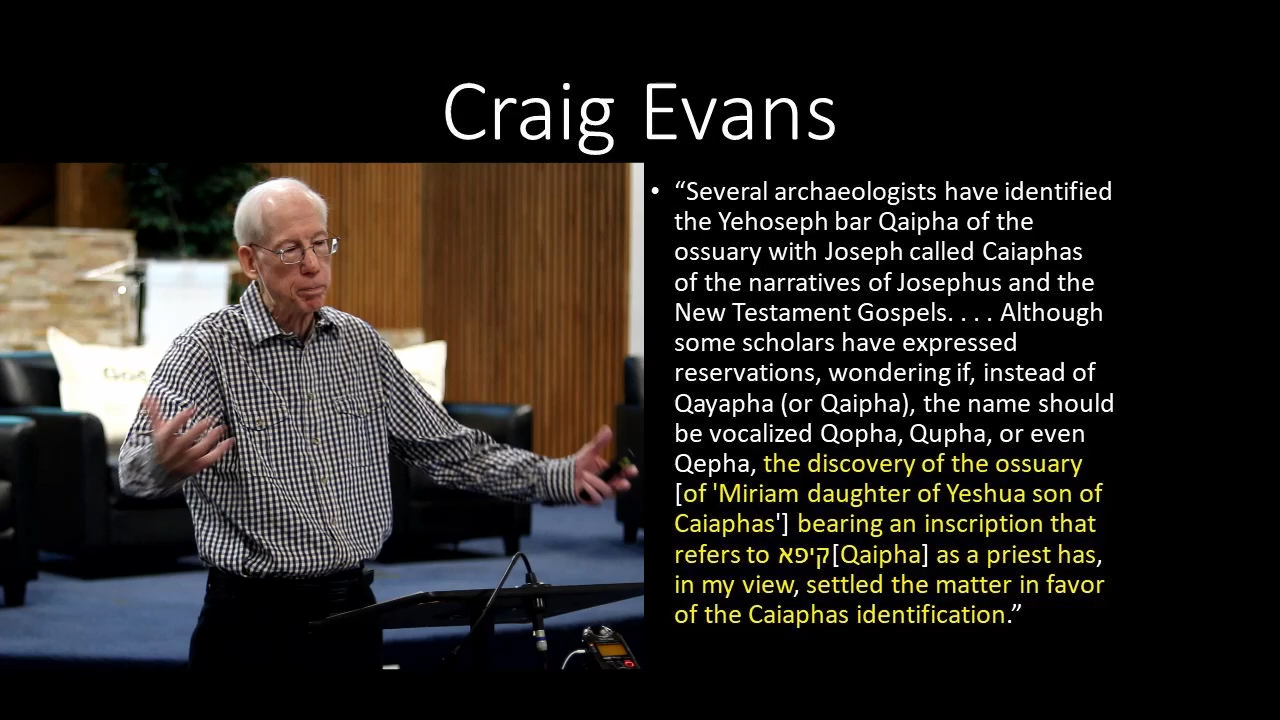 Craig Evans
• “Several archaeologists have identified
the Yehoseph bar Qaipha of the
ossuary with Joseph called Caiaphas
of the narratives of Josephus and the
New Testament Gospels. . . . Although
some scholars have expressed
reservations, wondering if, instead of
Qayapha (or Qaipha), the name should
be vocalized Qopha, Qupha, or even
Qepha, the discovery of the ossuary
[of 'Miriam daughter of Yeshua son of
Caiaphas'] bearing an inscription that
refers to קיפא[Qaipha] as a priest has,
in my view, settled the matter in favor
of the Caiaphas identification.”